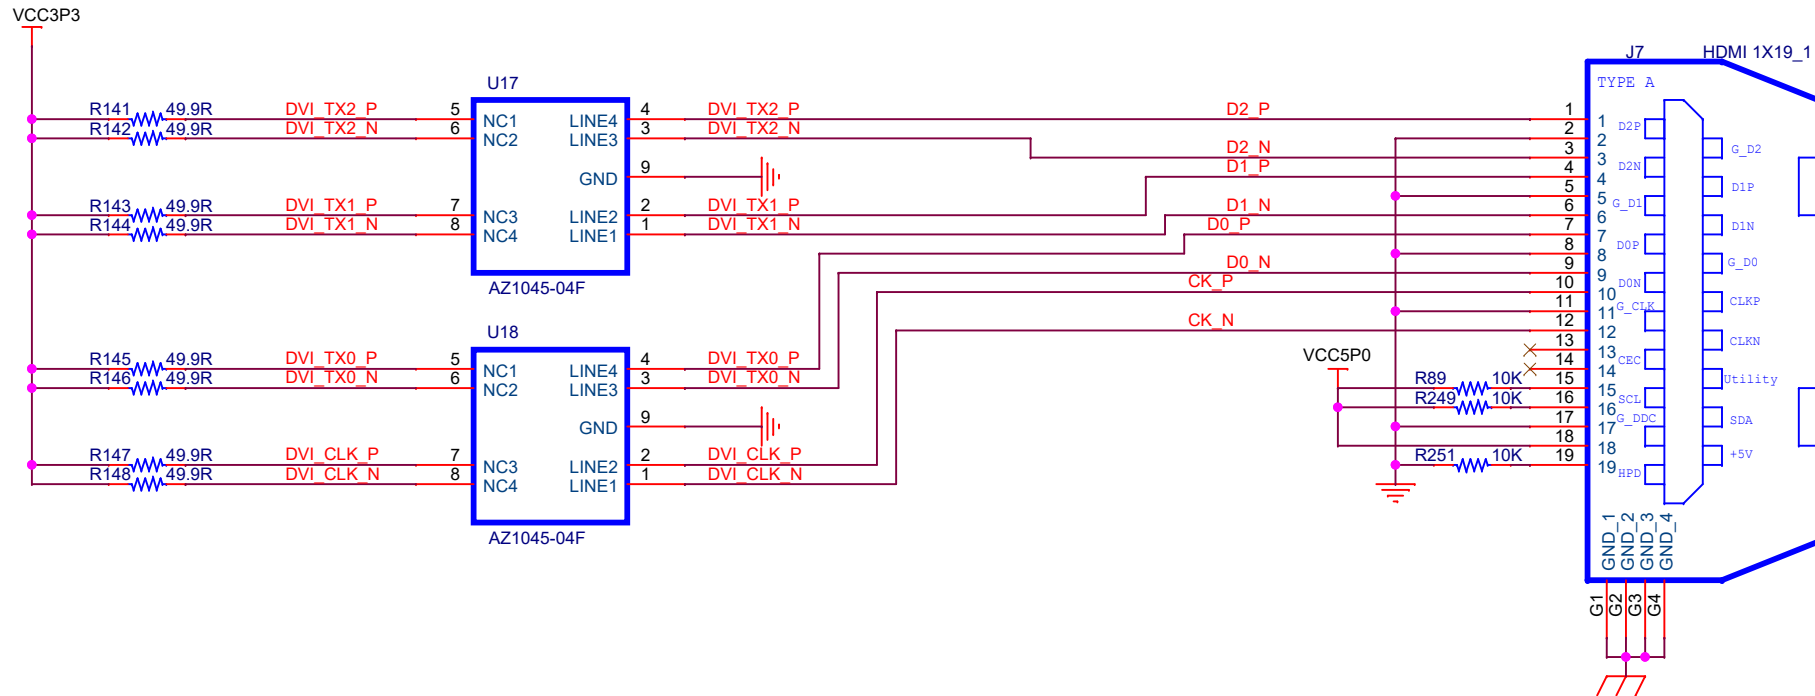 VCC3P3
J7 HDMI 1X19_1
TYPE A
U17
R141 49.9R DVI_TX2_P 5 NC1 LINE4 4 DVI_TX2_P D2_P 1 1 D2P
R142 49.9R DVI_TX2_N 6 NC2 LINE3 3 DVI_TX2_N 2 2 G_D2
D2_N 3 3 D2N
GND 9 D1_P 4 4 D1P
5 5 G_D1
R143 49.9R DVI_TX1_P 7 NC3 LINE2 2 DVI_TX1_P D1_N 6 6 D1N
R144 49.9R DVI_TX1_N 8 NC4 LINE1 1 DVI_TX1_N D0_P 7 7 D0P
8 8 G_D0
AZ1045-04F D0_N 9 9 D0N
CK_P 10 10 CLKP
11 11 G_CLK
U18 CK_N 12 12 CLKN
13 13 CEC
R145 49.9R DVI_TX0_P 5 NC1 LINE4 4 DVI_TX0_P VCC5P0 14 14 Utility
R146 49.9R DVI_TX0_N 6 NC2 LINE3 3 DVI_TX0_N R89 10K 15 15 SCL
R249 10K 16 16 SDA
GND 9 17 17 G_DDC
18 18 +5V
R147 49.9R DVI_CLK_P 7 NC3 LINE2 2 DVI_CLK_P R251 10K 19 19 HPD
R148 49.9R DVI_CLK_N 8 NC4 LINE1 1 DVI_CLK_N
AZ1045-04F
GND_1 GND_2 GND_3 GND_4
G1 G2 G3 G4